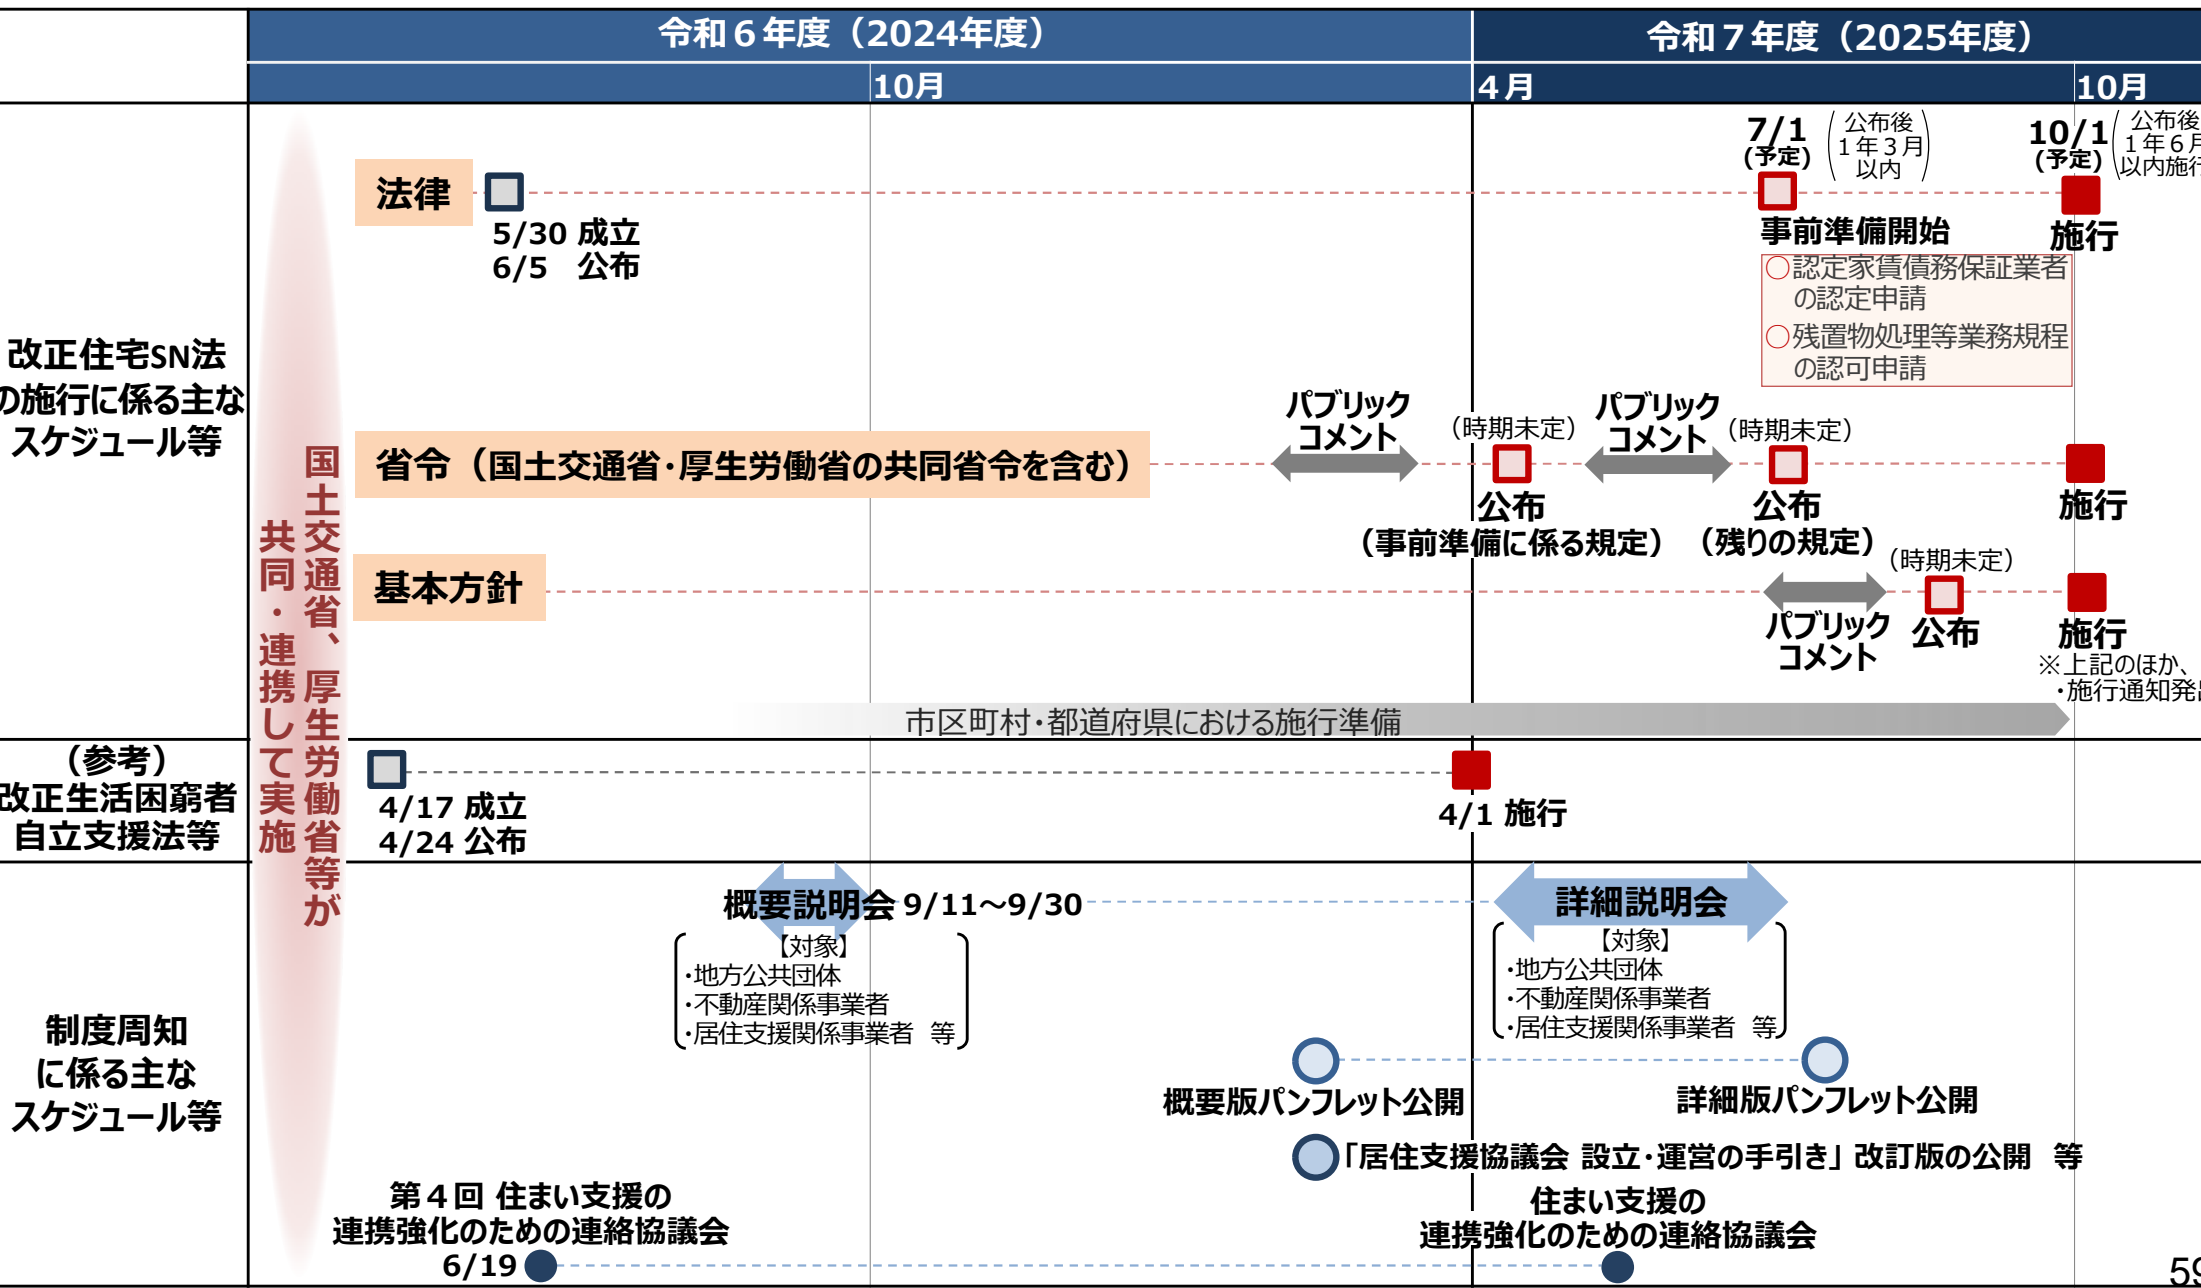 令和６年度（2024年度）
令和７年度（2025年度）
10月
４月
10月
改正住宅SN法
の施行に係る主な
スケジュール等
国土交通省、厚生労働省等が
共同・連携して実施
法律
5/30 成立
6/5 公布
7/1
(予定)
公布後
１年３月
以内
事前準備開始
○認定家賃債務保証業者
の認定申請
○残置物処理等業務規程
の認可申請
10/1
(予定)
公布後
１年６月
以内施行
施行
省令（国土交通省・厚生労働省の共同省令を含む）
パブリック
コメント
（時期未定）
公布
（事前準備に係る規定）
パブリック
コメント
（時期未定）
公布
（残りの規定）
施行
基本方針
パブリック
コメント
（時期未定）
公布
施行
※上記のほか、
・施行通知発
市区町村・都道府県における施行準備
（参考）
改正生活困窮者
自立支援法等
4/17 成立
4/24 公布
4/1 施行
制度周知
に係る主な
スケジュール等
概要説明会 9/11～9/30
【対象】
・地方公共団体
・不動産関係事業者
・居住支援関係事業者 等
詳細説明会
【対象】
・地方公共団体
・不動産関係事業者
・居住支援関係事業者 等
概要版パンフレット公開
詳細版パンフレット公開
「居住支援協議会 設立・運営の手引き」改訂版の公開 等
第４回 住まい支援の
連携強化のための連絡協議会
6/19
住まい支援の
連携強化のための連絡協議会
59